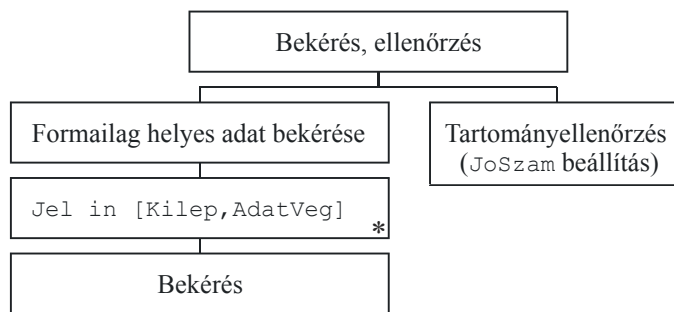 Bekérés, ellenőrzés
Formailag helyes adat bekérése
Tartományellenőrzés
(JoSzam beállítás)
Jel in [Kilep,AdatVeg]
*
Bekérés